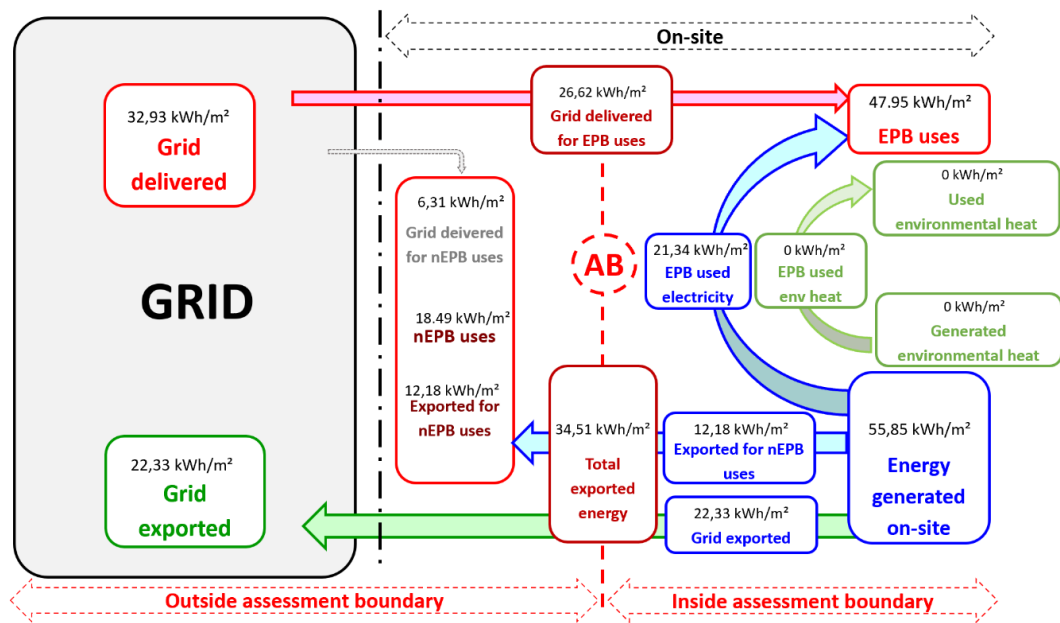 On-site
32,93 kWh/m²
Grid
delivered
26,62 kWh/m²
Grid delivered
for EPB uses
47.95 kWh/m²
EPB uses
6,31 kWh/m²
Grid deivered
for nEPB uses
0 kWh/m²
Used
environmental heat
GRID
AB
21,34 kWh/m²
EPB used
electricity
0 kWh/m²
EPB used
env heat
18.49 kWh/m²
nEPB uses
0 kWh/m²
Generated
environmental heat
12,18 kWh/m²
Exported for
nEPB uses
34,51 kWh/m²
Total
exported
energy
12,18 kWh/m²
Exported for nEPB
uses
55,85 kWh/m²
Energy
generated
on-site
22,33 kWh/m²
Grid
exported
22,33 kWh/m²
Grid exported
Outside assessment boundary
Inside assessment boundary